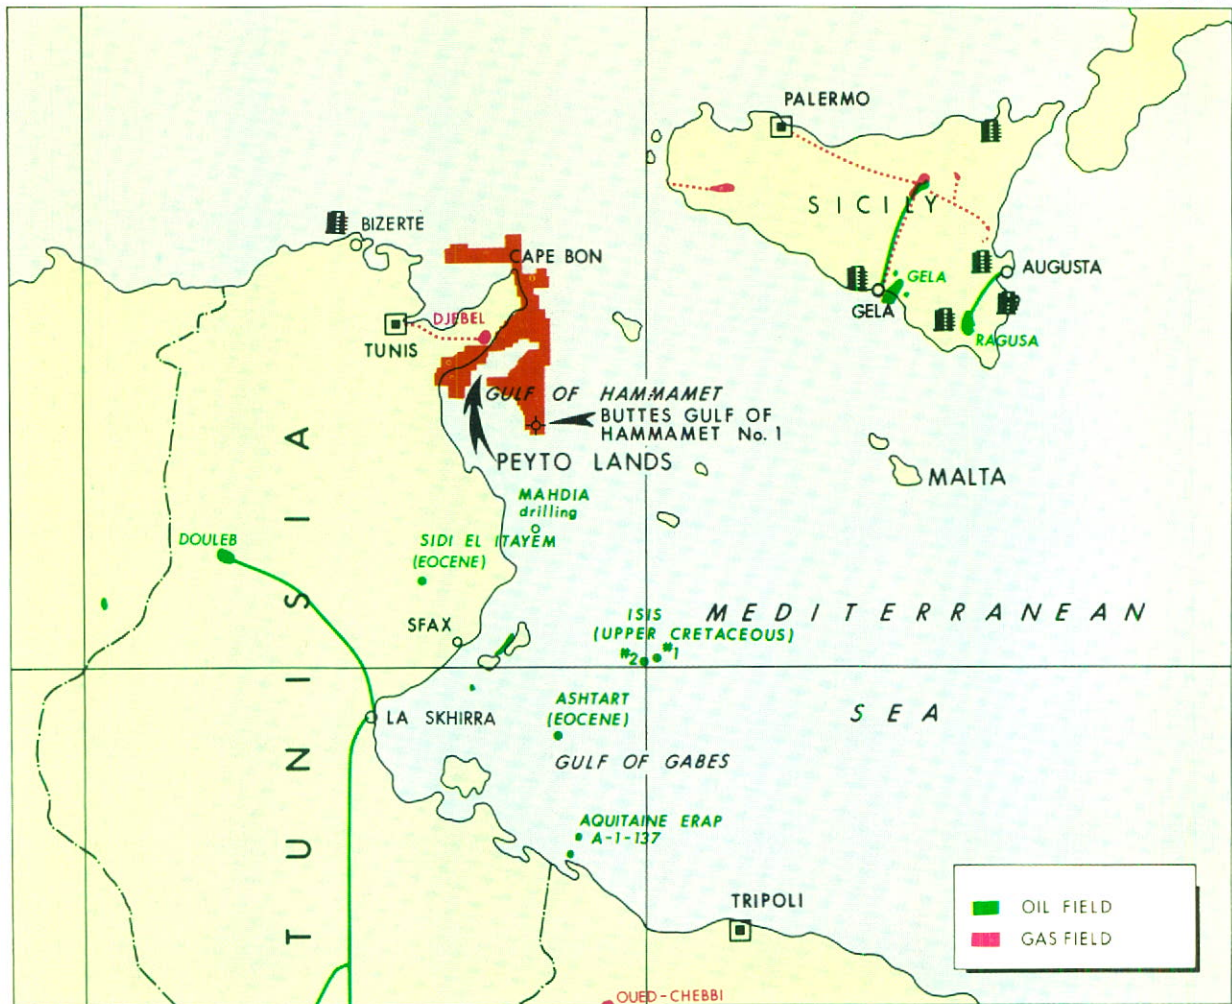 PALERMO
SICILY
BIZERTE
CAPE BON
AUGUSTA
GELA
GELA
DJEBEL
TUNIS
RAGUSA
GULF OF HAMMAMET
BUTTES GULF OF
HAMMAMET No. 1
PEYTO LANDS
MALTA
MAHDIA
drilling
DOULEB
SIDI EL ITAYEM
(EOCENE)
MEDITERRANEAN
ISIS
(UPPER CRETACEOUS)
#2 #1
SFAX
TUNISIA
ASHTART
(EOCENE)
SEA
LA SKHIRRA
GULF OF GABES
AQUITAINE ERAP
A-1-137
TRIPOLI
OIL FIELD
GAS FIELD
OUED-CHEBBI